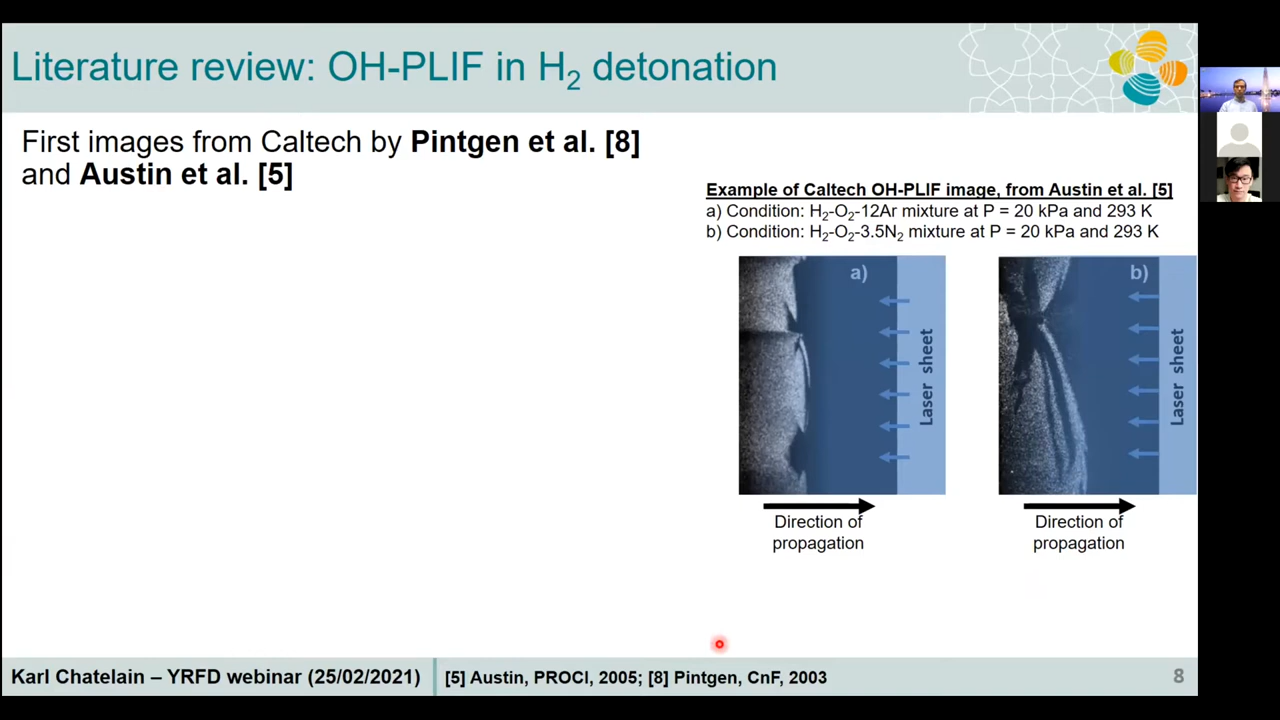 Literature review: OH-PLIF in H₂ detonation
First images from Caltech by Pintgen et al. [8]
and Austin et al. [5]
Example of Caltech OH-PLIF image, from Austin et al. [5]
a) Condition: H₂-O₂-12Ar mixture at P = 20 kPa and 293 K
b) Condition: H₂-O₂-3.5N₂ mixture at P = 20 kPa and 293 K
a)
Laser sheet
b)
Laser sheet
Direction of
propagation
Direction of
propagation
Karl Chatelain – YRFD webinar (25/02/2021)
[5] Austin, PROCI, 2005; [8] Pintgen, CnF, 2003
8